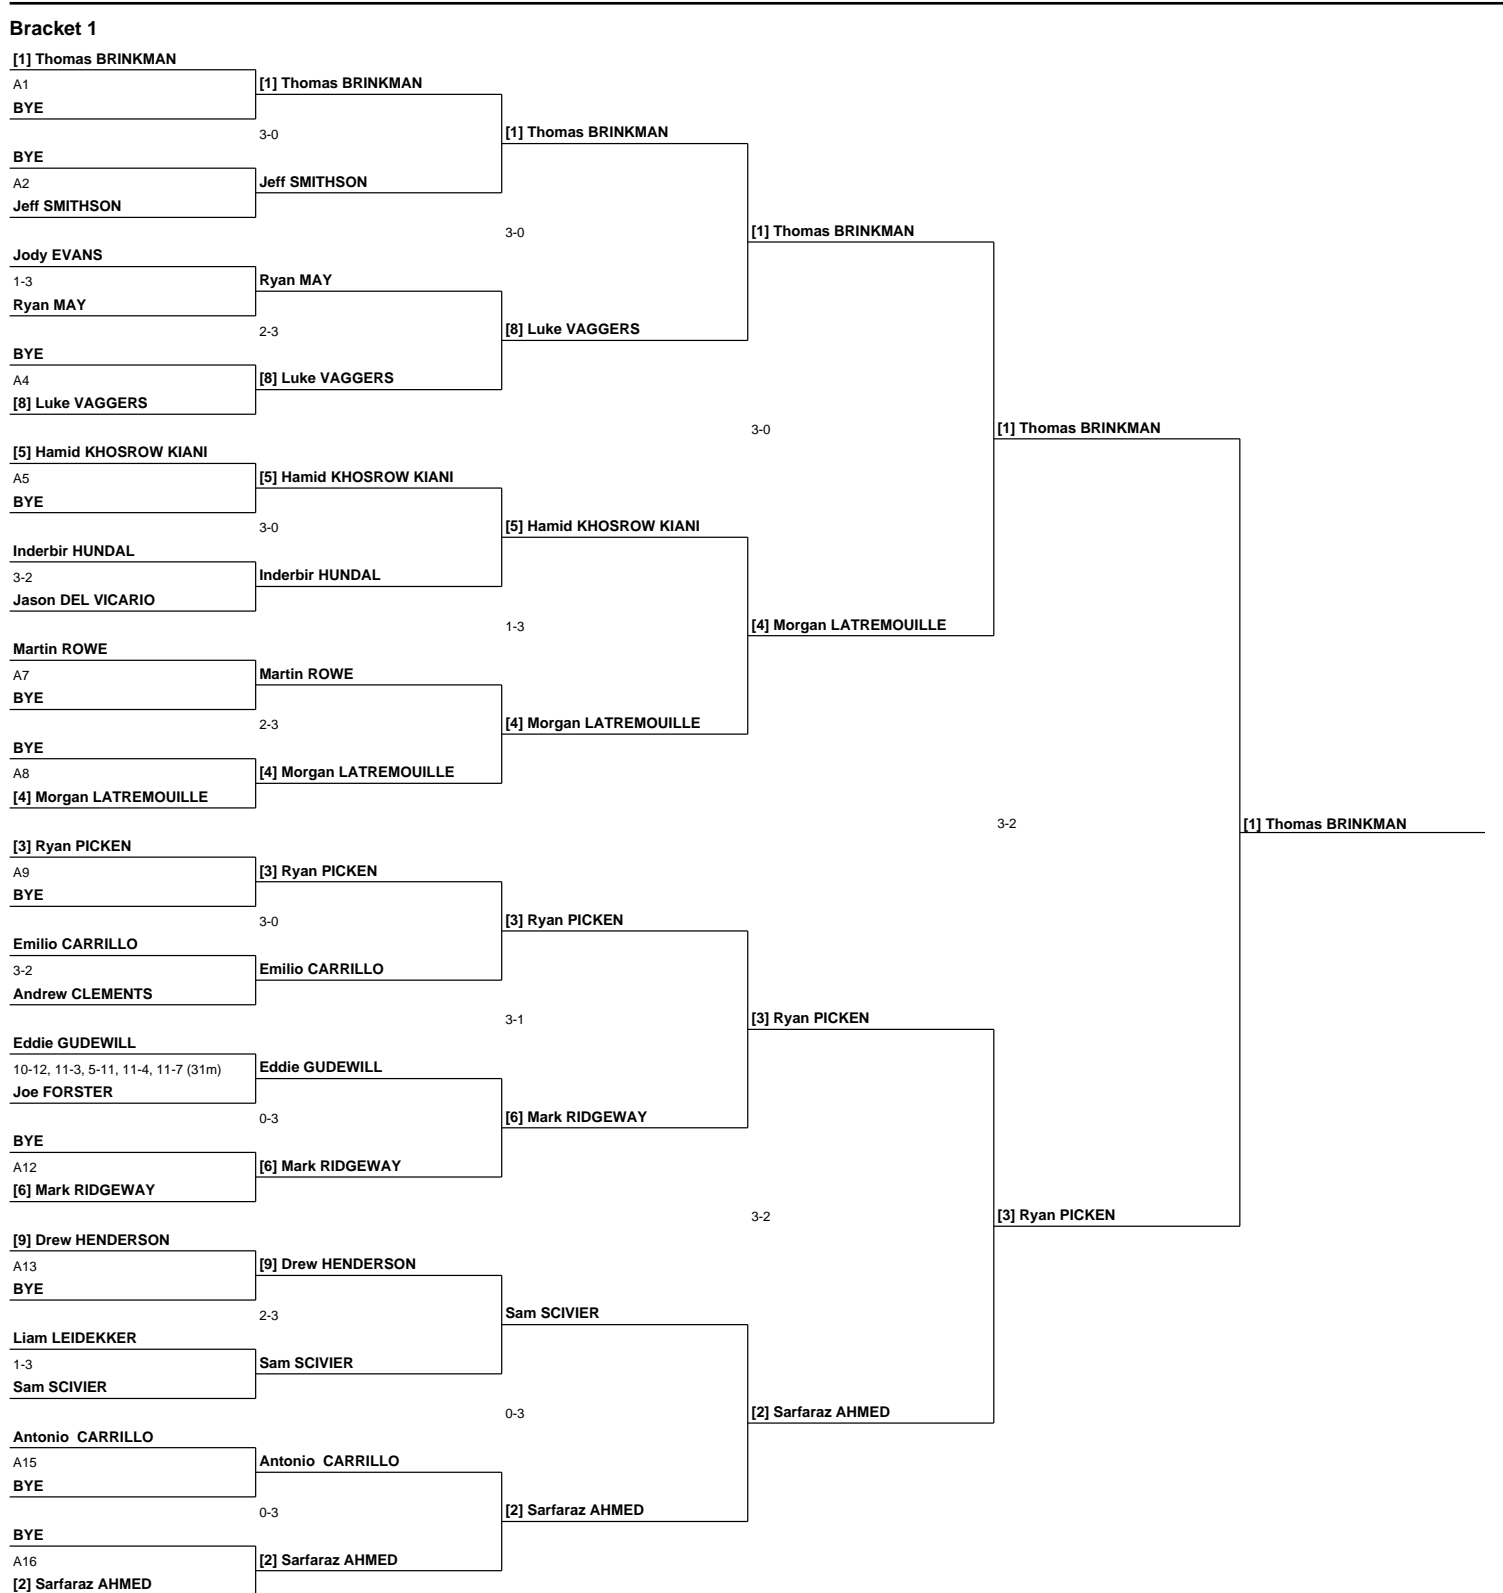 Bracket 1
[1] Thomas BRINKMAN
A1
BYE
BYE
A2
Jeff SMITHSON
Jody EVANS
1-3
Ryan MAY
BYE
A4
[8] Luke VAGGERS
[5] Hamid KHOSROW KIANI
A5
BYE
Inderbir HUNDAL
3-2
Jason DEL VICARIO
Martin ROWE
A7
BYE
BYE
A8
[4] Morgan LATREMOUILLE
[3] Ryan PICKEN
A9
BYE
Emilio CARRILLO
3-2
Andrew CLEMENTS
Eddie GUDEWILL
10-12, 11-3, 5-11, 11-4, 11-7 (31m)
Joe FORSTER
BYE
A12
[6] Mark RIDGEWAY
[9] Drew HENDERSON
A13
BYE
Liam LEIDEKKER
1-3
Sam SCIVIER
Antonio  CARRILLO
A15
BYE
BYE
A16
[2] Sarfaraz AHMED
[1] Thomas BRINKMAN
3-0
Jeff SMITHSON
Ryan MAY
2-3
[8] Luke VAGGERS
[5] Hamid KHOSROW KIANI
3-0
Inderbir HUNDAL
Martin ROWE
2-3
[4] Morgan LATREMOUILLE
[3] Ryan PICKEN
3-0
Emilio CARRILLO
Eddie GUDEWILL
0-3
[6] Mark RIDGEWAY
[9] Drew HENDERSON
2-3
Sam SCIVIER
Antonio  CARRILLO
0-3
[2] Sarfaraz AHMED
[1] Thomas BRINKMAN
3-0
[8] Luke VAGGERS
[5] Hamid KHOSROW KIANI
1-3
[4] Morgan LATREMOUILLE
[3] Ryan PICKEN
3-1
[6] Mark RIDGEWAY
Sam SCIVIER
0-3
[2] Sarfaraz AHMED
[1] Thomas BRINKMAN
3-0
[4] Morgan LATREMOUILLE
[3] Ryan PICKEN
3-2
[2] Sarfaraz AHMED
[1] Thomas BRINKMAN
3-2
[3] Ryan PICKEN
[1] Thomas BRINKMAN